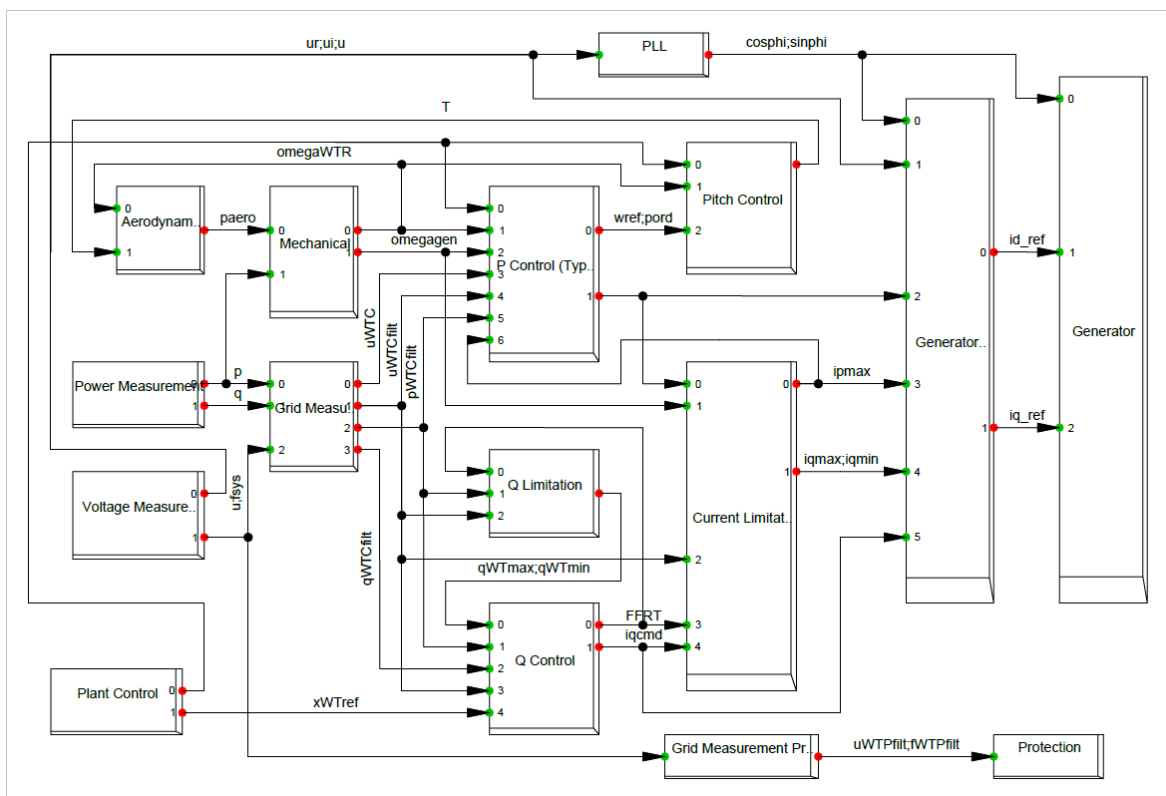 ur;ui;u
PLL
cosphi;sinphi
0
T
0
omegaWTR
0
1
1
Pitch Control
0
Aerodynam..
paero
0
0
0
wref;pord
2
1
Mechanical
1
omegagen
1
2
P Control (Typ..
0
id_ref
1
1
3
uWTC
4
1
2
uWTCfilt
pWTCfilt
5
6
Generator..
Generator
Power Measurement
0
p
0
0
0
0
ipmax
3
1
q
1
Grid Measu..
1
1
2
1
iq_ref
2
2
3
0
iqmax;iqmin
1
4
Voltage Measure..
0
u;fsys
1
Q Limitation
2
Current Limitat..
1
5
qWTCfilt
qWTmax;qWTmin
2
0
0
FFRT
3
1
1
iqcmd
4
Plant Control
0
2
Q Control
3
1
xWTref
4
Grid Measurement Pr..
uWTPfilt;fWTPfilt
Protection